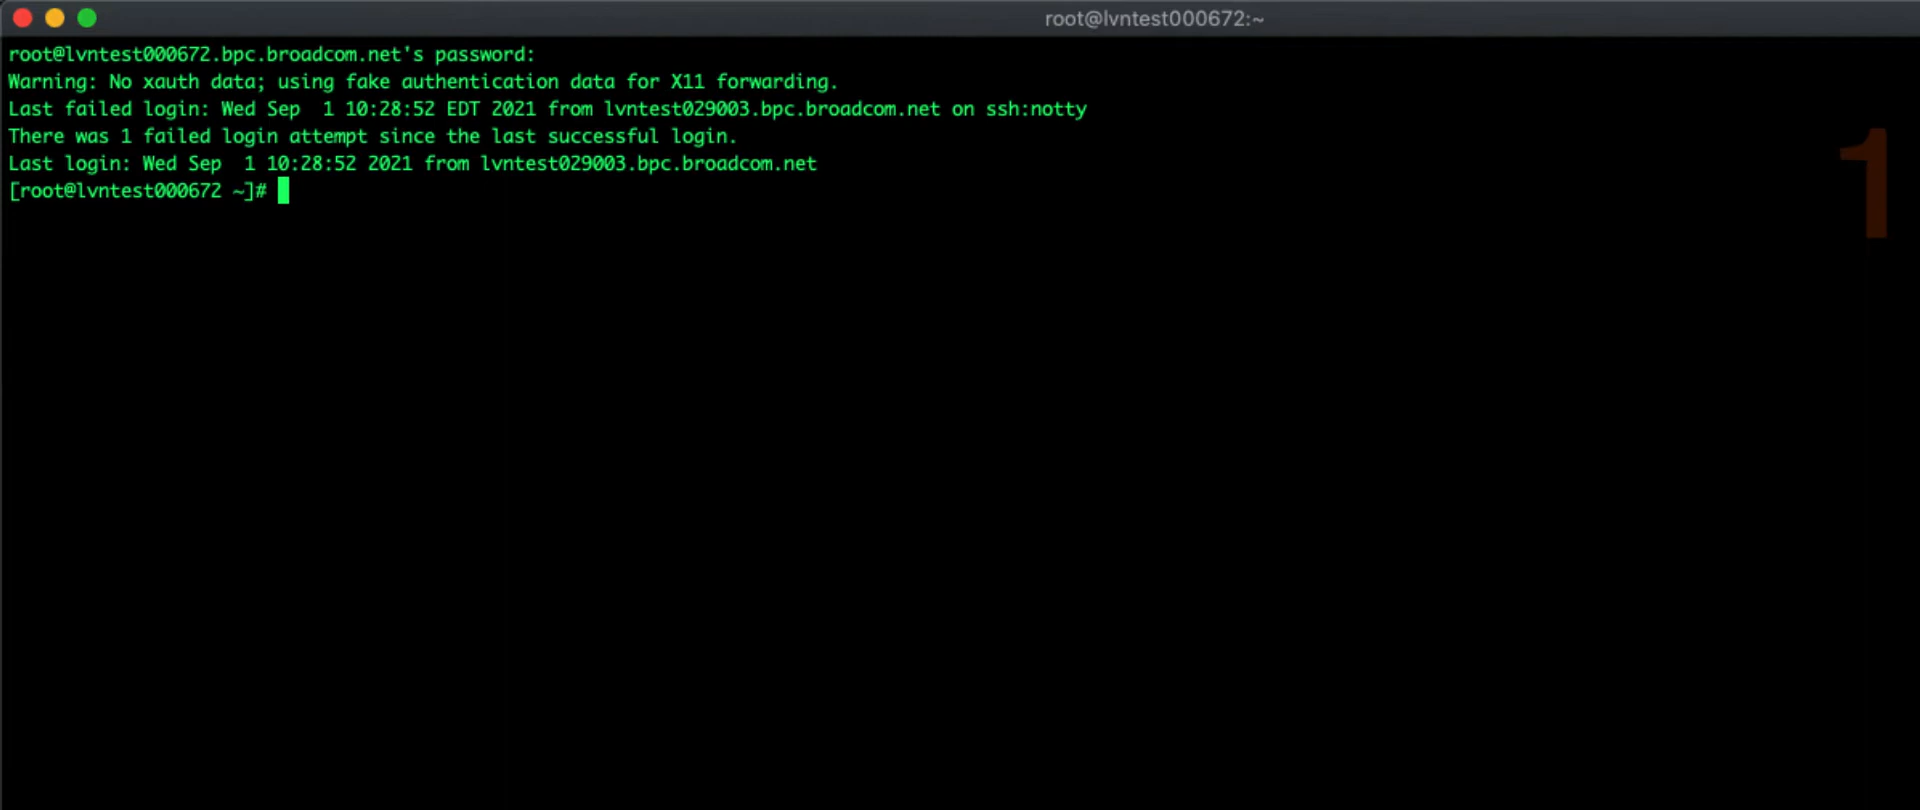 root@lvntest000672:~
root@lvntest000672.bpc.broadcom.net's password:
Warning: No xauth data; using fake authentication data for X11 forwarding.
Last failed login: Wed Sep  1 10:28:52 EDT 2021 from lvntest029003.bpc.broadcom.net on ssh:notty
There was 1 failed login attempt since the last successful login.
Last login: Wed Sep  1 10:28:52 2021 from lvntest029003.bpc.broadcom.net
[root@lvntest000672 ~]#
1